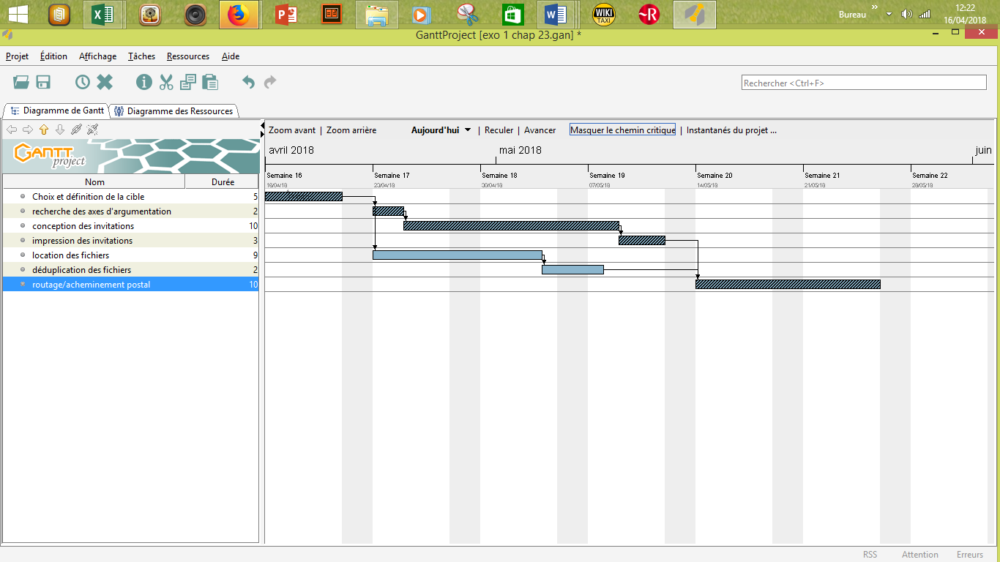 Bureau
»
12:22
16/04/2018
WIKI
TAXI
GanttProject [exo 1 chap 23.gan] *
Projet Édition Affichage Tâches Ressources Aide
Rechercher <Ctrl+F>
Diagramme de Gantt Diagramme des Ressources
Zoom avant | Zoom arrière Aujourd'hui | Reculer | Avancer Masquer le chemin critique | Instantanés du projet ...
GANTT
project
avril 2018 mai 2018 juin
Semaine 16 Semaine 17 Semaine 18 Semaine 19 Semaine 20 Semaine 21 Semaine 22
16/04/18 23/04/18 30/04/18 07/05/18 14/05/18 21/05/18 28/05/18
Nom Durée
Choix et définition de la cible 5
recherche des axes d'argumentation 2
conception des invitations 10
impression des invitations 3
location des fichiers 9
déduplication des fichiers 2
routage/acheminement postal 10
RSS Attention Erreurs